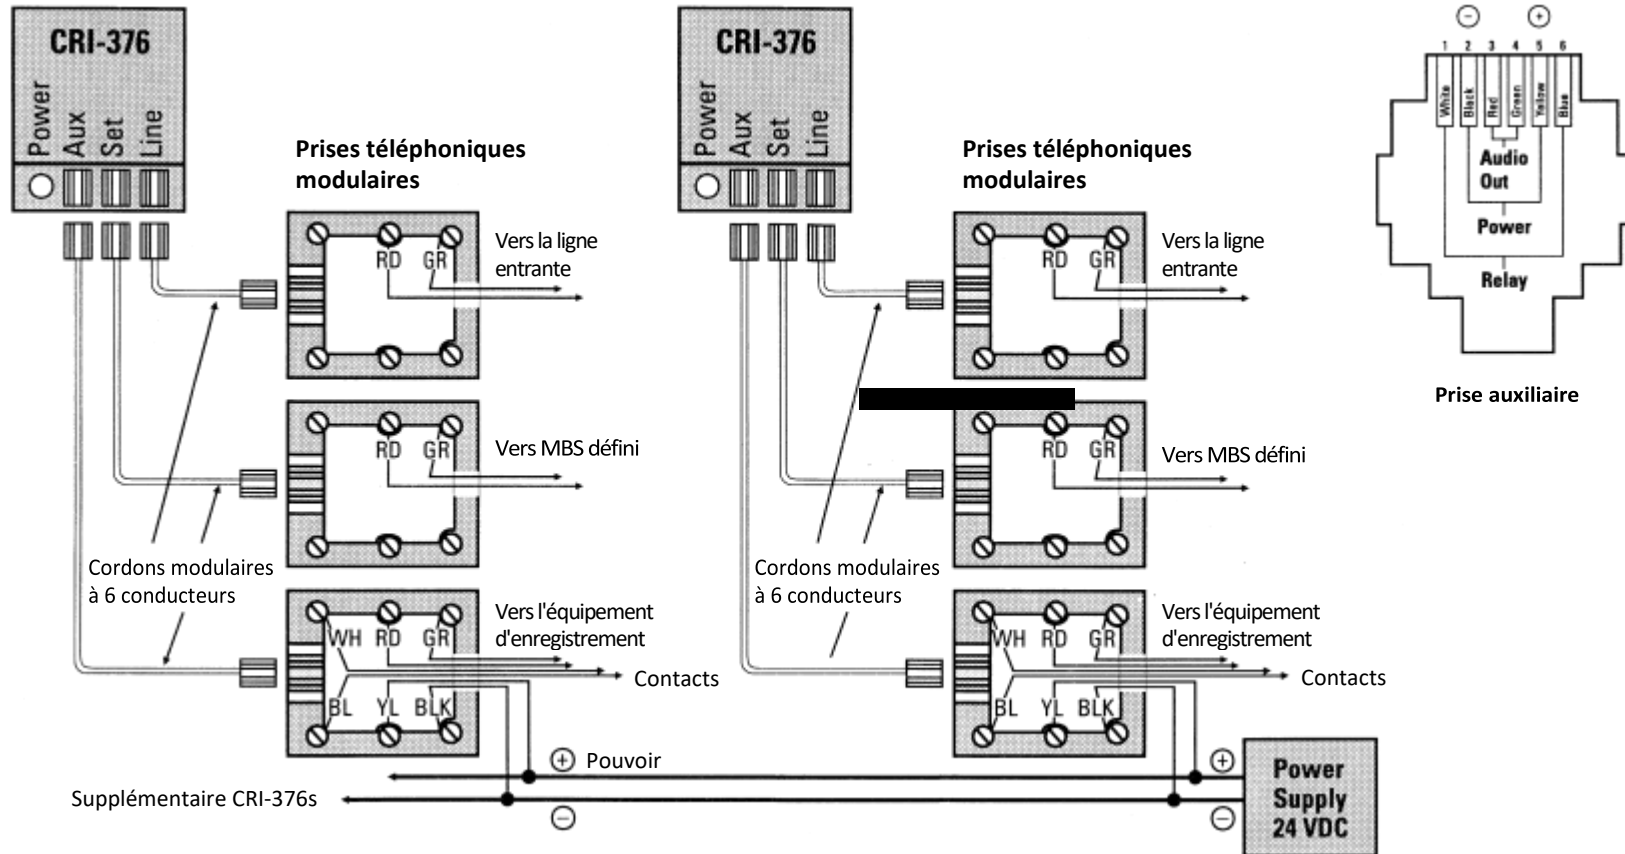 CRI-376
Power
Aux
Set
Line
Prises téléphoniques
modulaires
RD GR
Vers la ligne
entrante
RD GR
Vers MBS défini
Cordons modulaires
à 6 conducteurs
WH RD GR
BL YL BLK
Vers l'équipement
d'enregistrement
Contacts
CRI-376
Power
Aux
Set
Line
Prises téléphoniques
modulaires
RD GR
Vers la ligne
entrante
RD GR
Vers MBS défini
Cordons modulaires
à 6 conducteurs
WH RD GR
BL YL BLK
Vers l'équipement
d'enregistrement
Contacts
+ Pouvoir
Supplémentaire CRI-376s
−
+
−
Power
Supply
24 VDC
− +
1 2 3 4 5 6
White
Black
Red
Green
Yellow
Blue
Audio
Out
Power
Relay
Prise auxiliaire